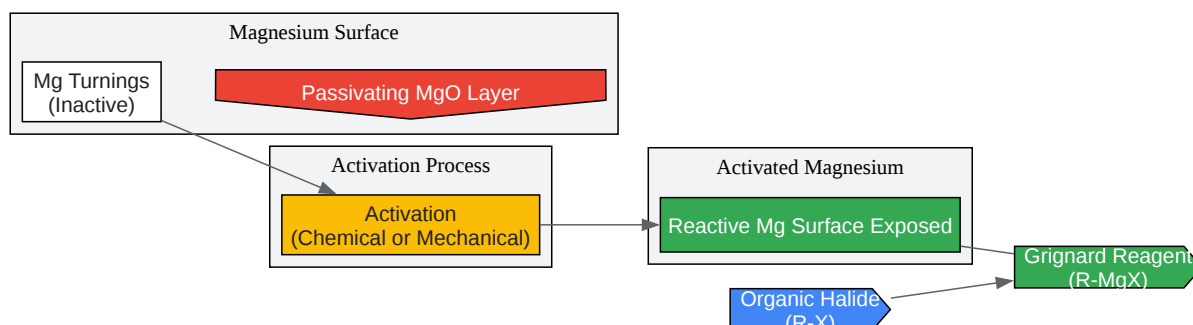 Magnesium Surface
Mg Turnings
(Inactive)
Passivating MgO Layer
Activation Process
Activation
(Chemical or Mechanical)
Activated Magnesium
Reactive Mg Surface Exposed
Grignard Reagent
(R-MgX)
Organic Halide
(R-X)